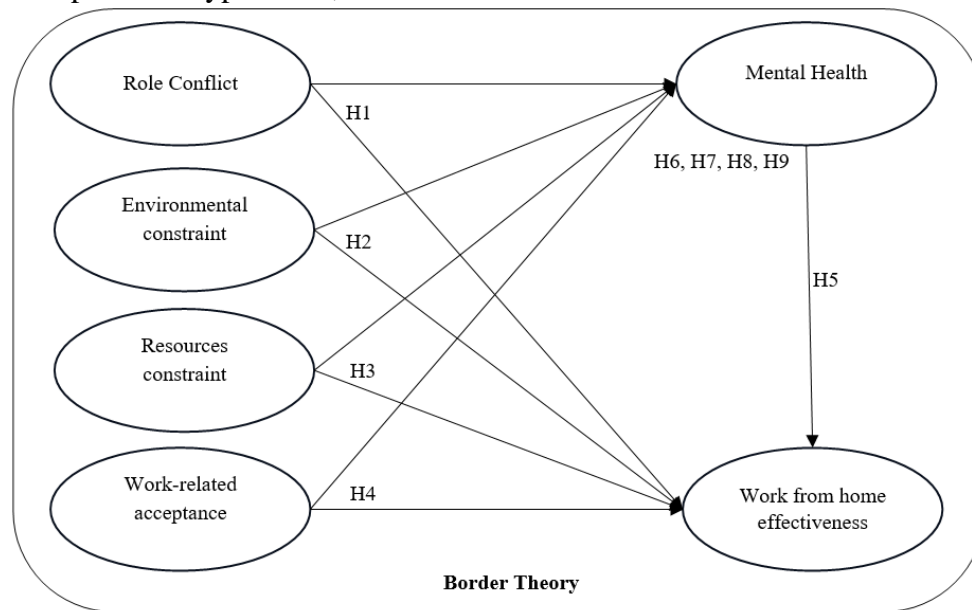 Role Conflict
Mental Health
H1
H6, H7, H8, H9
Environmental
constraint
H2
H5
Resources
constraint
H3
Work-related
acceptance
H4
Work from home
effectiveness
Border Theory